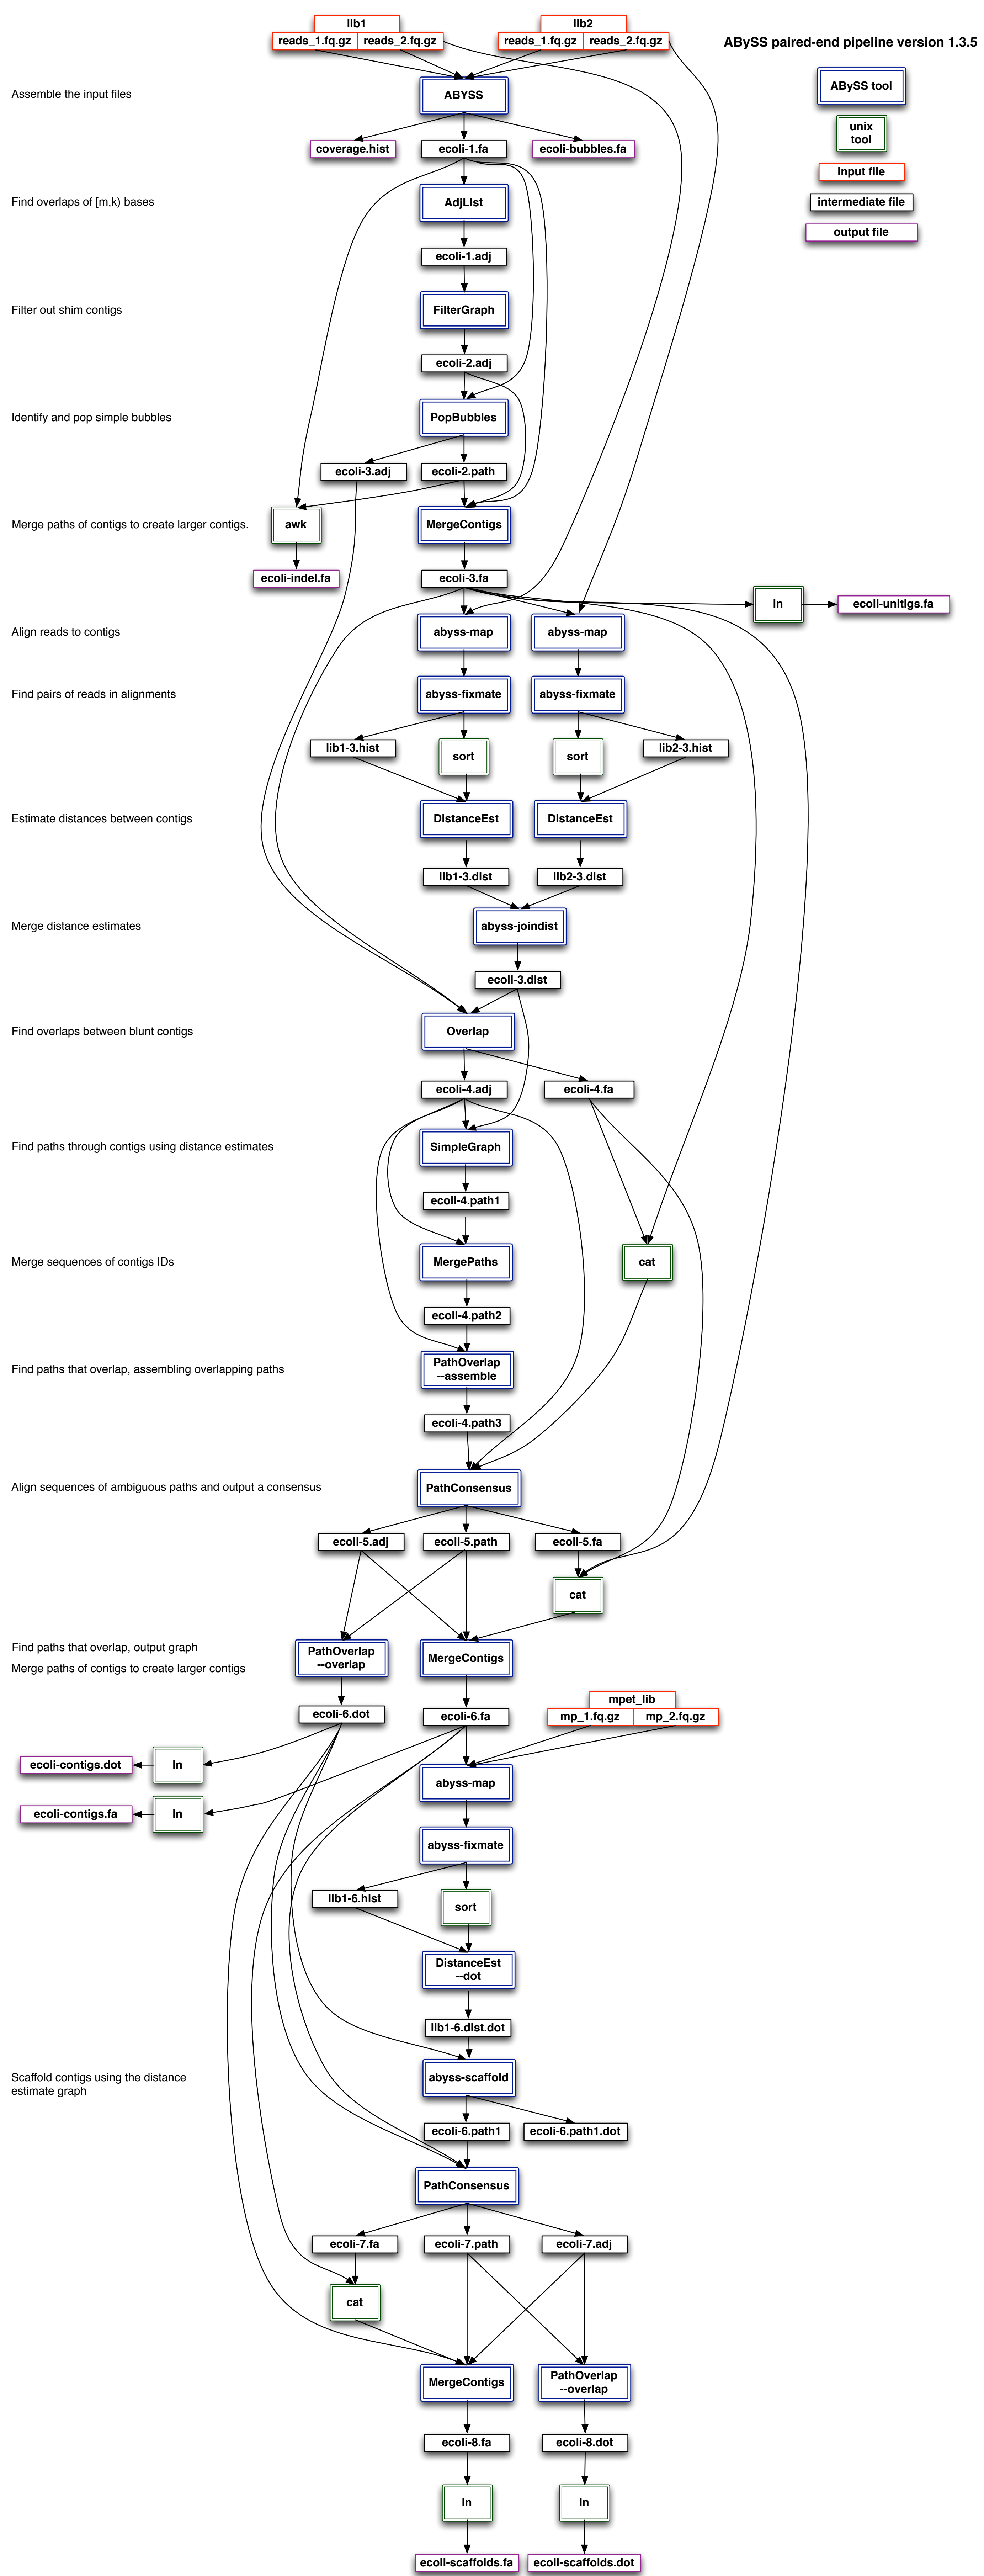 lib1
lib2
reads_1.fq.gz
reads_2.fq.gz
reads_1.fq.gz
reads_2.fq.gz
ABySS paired-end pipeline version 1.3.5
ABySS tool
unix
tool
input file
intermediate file
output file
Assemble the input files
ABYSS
coverage.hist
ecoli-1.fa
ecoli-bubbles.fa
Find overlaps of [m,k) bases
AdjList
ecoli-1.adj
Filter out shim contigs
FilterGraph
ecoli-2.adj
Identify and pop simple bubbles
PopBubbles
ecoli-3.adj
ecoli-2.path
Merge paths of contigs to create larger contigs.
awk
MergeContigs
ecoli-indel.fa
ecoli-3.fa
ln
ecoli-unitigs.fa
Align reads to contigs
abyss-map
abyss-map
Find pairs of reads in alignments
abyss-fixmate
abyss-fixmate
lib1-3.hist
sort
sort
lib2-3.hist
Estimate distances between contigs
DistanceEst
DistanceEst
lib1-3.dist
lib2-3.dist
Merge distance estimates
abyss-joindist
ecoli-3.dist
Find overlaps between blunt contigs
Overlap
ecoli-4.adj
ecoli-4.fa
Find paths through contigs using distance estimates
SimpleGraph
ecoli-4.path1
Merge sequences of contigs IDs
MergePaths
cat
ecoli-4.path2
Find paths that overlap, assembling overlapping paths
PathOverlap
--assemble
ecoli-4.path3
Align sequences of ambiguous paths and output a consensus
PathConsensus
ecoli-5.adj
ecoli-5.path
ecoli-5.fa
cat
Find paths that overlap, output graph
Merge paths of contigs to create larger contigs
PathOverlap
--overlap
MergeContigs
mpet_lib
mp_1.fq.gz
mp_2.fq.gz
ecoli-6.dot
ecoli-6.fa
ecoli-contigs.dot
ln
abyss-map
ecoli-contigs.fa
ln
abyss-fixmate
lib1-6.hist
sort
DistanceEst
--dot
lib1-6.dist.dot
Scaffold contigs using the distance
estimate graph
abyss-scaffold
ecoli-6.path1
ecoli-6.path1.dot
PathConsensus
ecoli-7.fa
ecoli-7.path
ecoli-7.adj
cat
MergeContigs
PathOverlap
--overlap
ecoli-8.fa
ecoli-8.dot
ln
ln
ecoli-scaffolds.fa
ecoli-scaffolds.dot